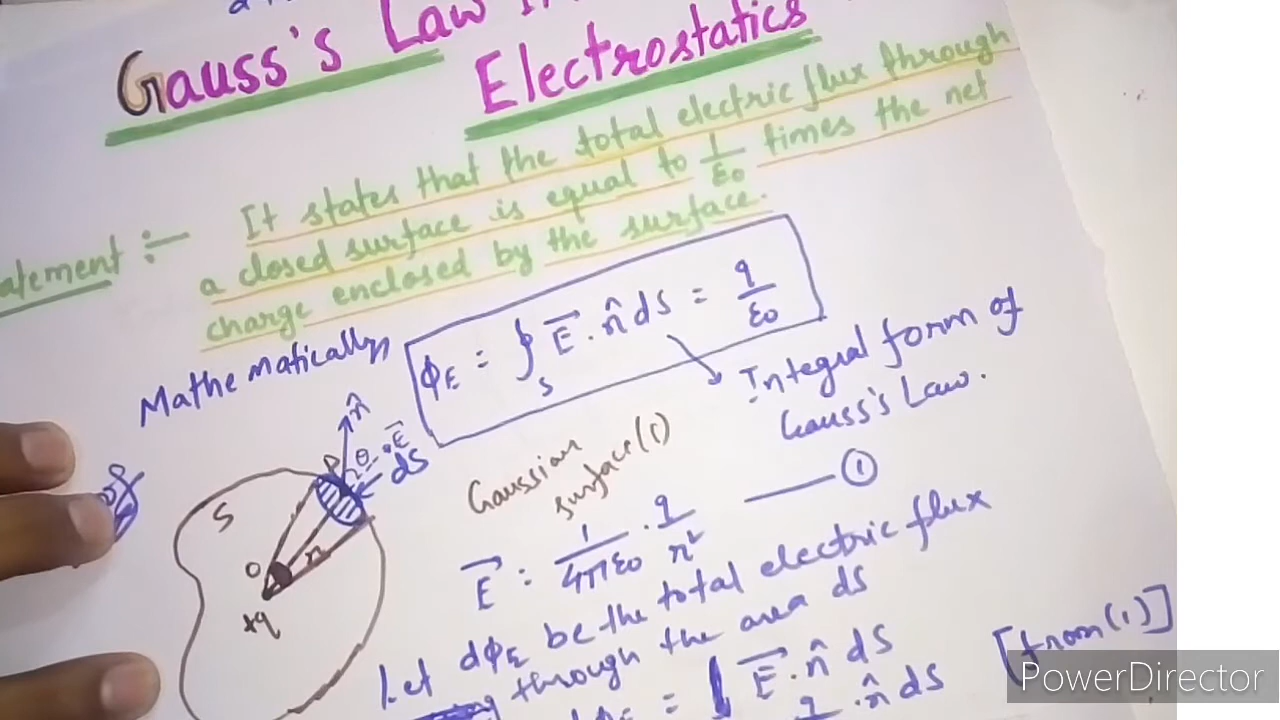 Gauss's Law
Electrostatics
Statement :- It states that the total electric flux through
a closed surface is equal to 1/ε0 times the net
charge enclosed by the surface.
Mathematically
ΦE = ∮S E⃗ . n̂ ds = q/ε0
Integral form of
Gauss's Law.
n̂
P θ E⃗
ds
S
O r
+q
Gaussian
surface (1)
E⃗ = 1/4πε0 . q/r² —— ①
Let dΦE be the total electric flux
through the area ds
= E⃗ . n̂ ds
q . n̂ ds [from (1)]
PowerDirector